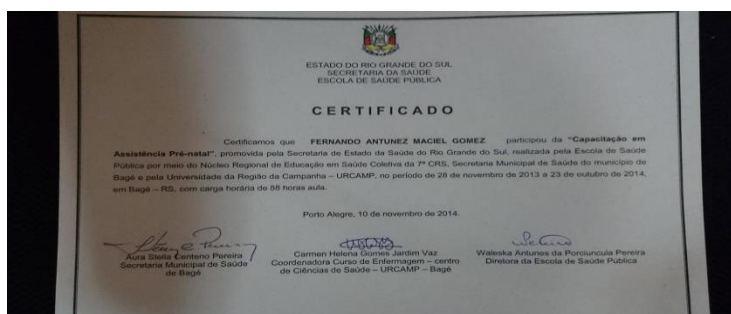 ESTADO DO RIO GRANDE DO SUL
SECRETARIA DA SAÚDE
ESCOLA DE SAÚDE PÚBLICA
CERTIFICADO
Certificamos que FERNANDO ANTUNEZ MACIEL GOMEZ participou da "Capacitação em
Assistência Pré-natal", promovida pela Secretaria de Estado da Saúde do Rio Grande do Sul, realizada pela Escola de Saúde
Pública por meio do Núcleo Regional de Educação em Saúde Coletiva da 7ª CRS, Secretaria Municipal de Saúde do município de
Bagé e pela Universidade da Região da Campanha – URCAMP, no período de 28 de novembro de 2013 a 23 de outubro de 2014,
em Bagé – RS, com carga horária de 88 horas aula.
Porto Alegre, 10 de novembro de 2014.
Aura Stella Centeno Pereira
Secretaria Municipal de Saúde
de Bagé
Carmen Helena Gomes Jardim Vaz
Coordenadora Curso de Enfermagem – centro
de Ciências de Saúde – URCAMP – Bagé
Waleska Antunes da Porciuncula Pereira
Diretora da Escola de Saúde Pública